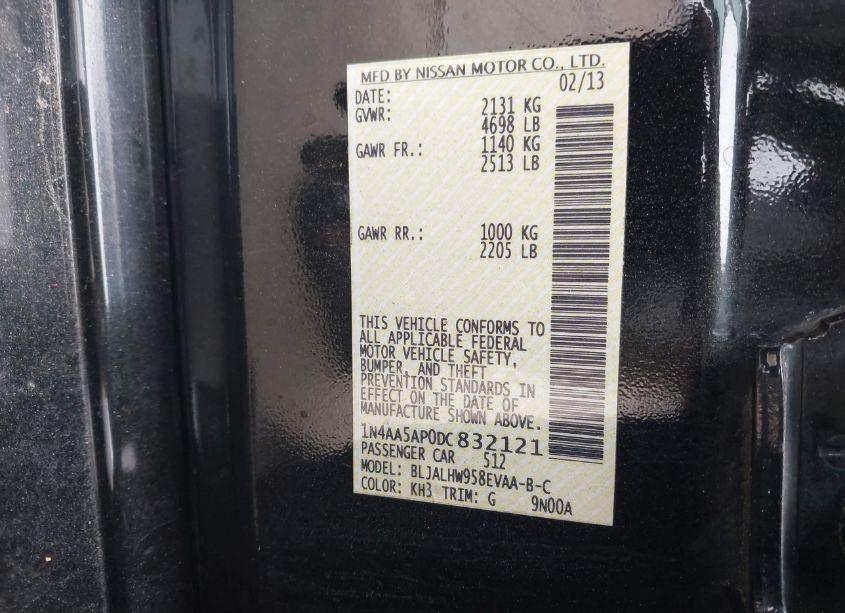 MFD BY NISSAN MOTOR CO., LTD.
DATE: 02/13
GVWR: 2131 KG
4698 LB
GAWR FR.: 1140 KG
2513 LB
GAWR RR.: 1000 KG
2205 LB
THIS VEHICLE CONFORMS TO
ALL APPLICABLE FEDERAL
MOTOR VEHICLE SAFETY,
BUMPER, AND THEFT
PREVENTION STANDARDS IN
EFFECT ON THE DATE OF
MANUFACTURE SHOWN ABOVE.
1N4AA5AP0DC832121
PASSENGER CAR 512
MODEL: BLJALHW958EVAA-B-C
COLOR: KH3 TRIM: G 9N00A